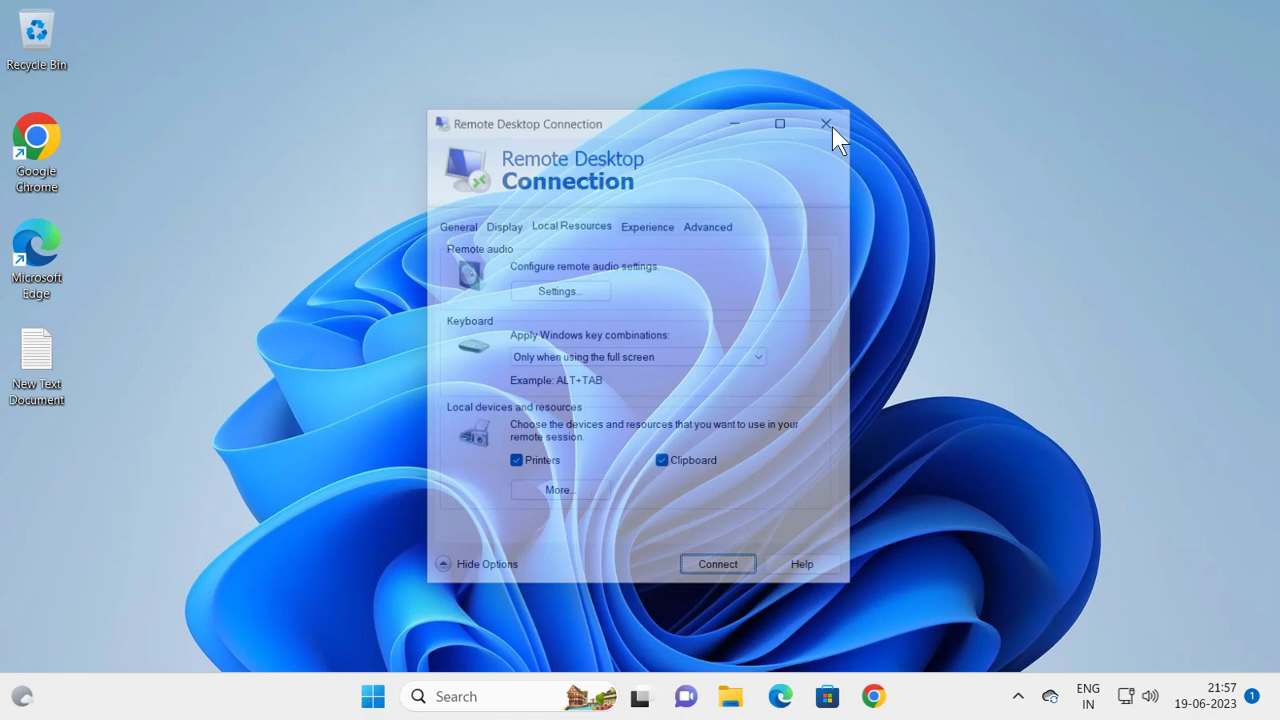 Recycle Bin
Google
Chrome
Microsoft
Edge
New Text
Document
Remote Desktop Connection
Remote Desktop
Connection
General Display Local Resources Experience Advanced
Remote audio
Configure remote audio settings.
Settings...
Keyboard
Apply Windows key combinations:
Only when using the full screen
Example: ALT+TAB
Local devices and resources
Choose the devices and resources that you want to use in your
remote session.
Printers Clipboard
More...
Hide Options Connect Help
Search
ENG
IN
21:57
19-06-2023
1